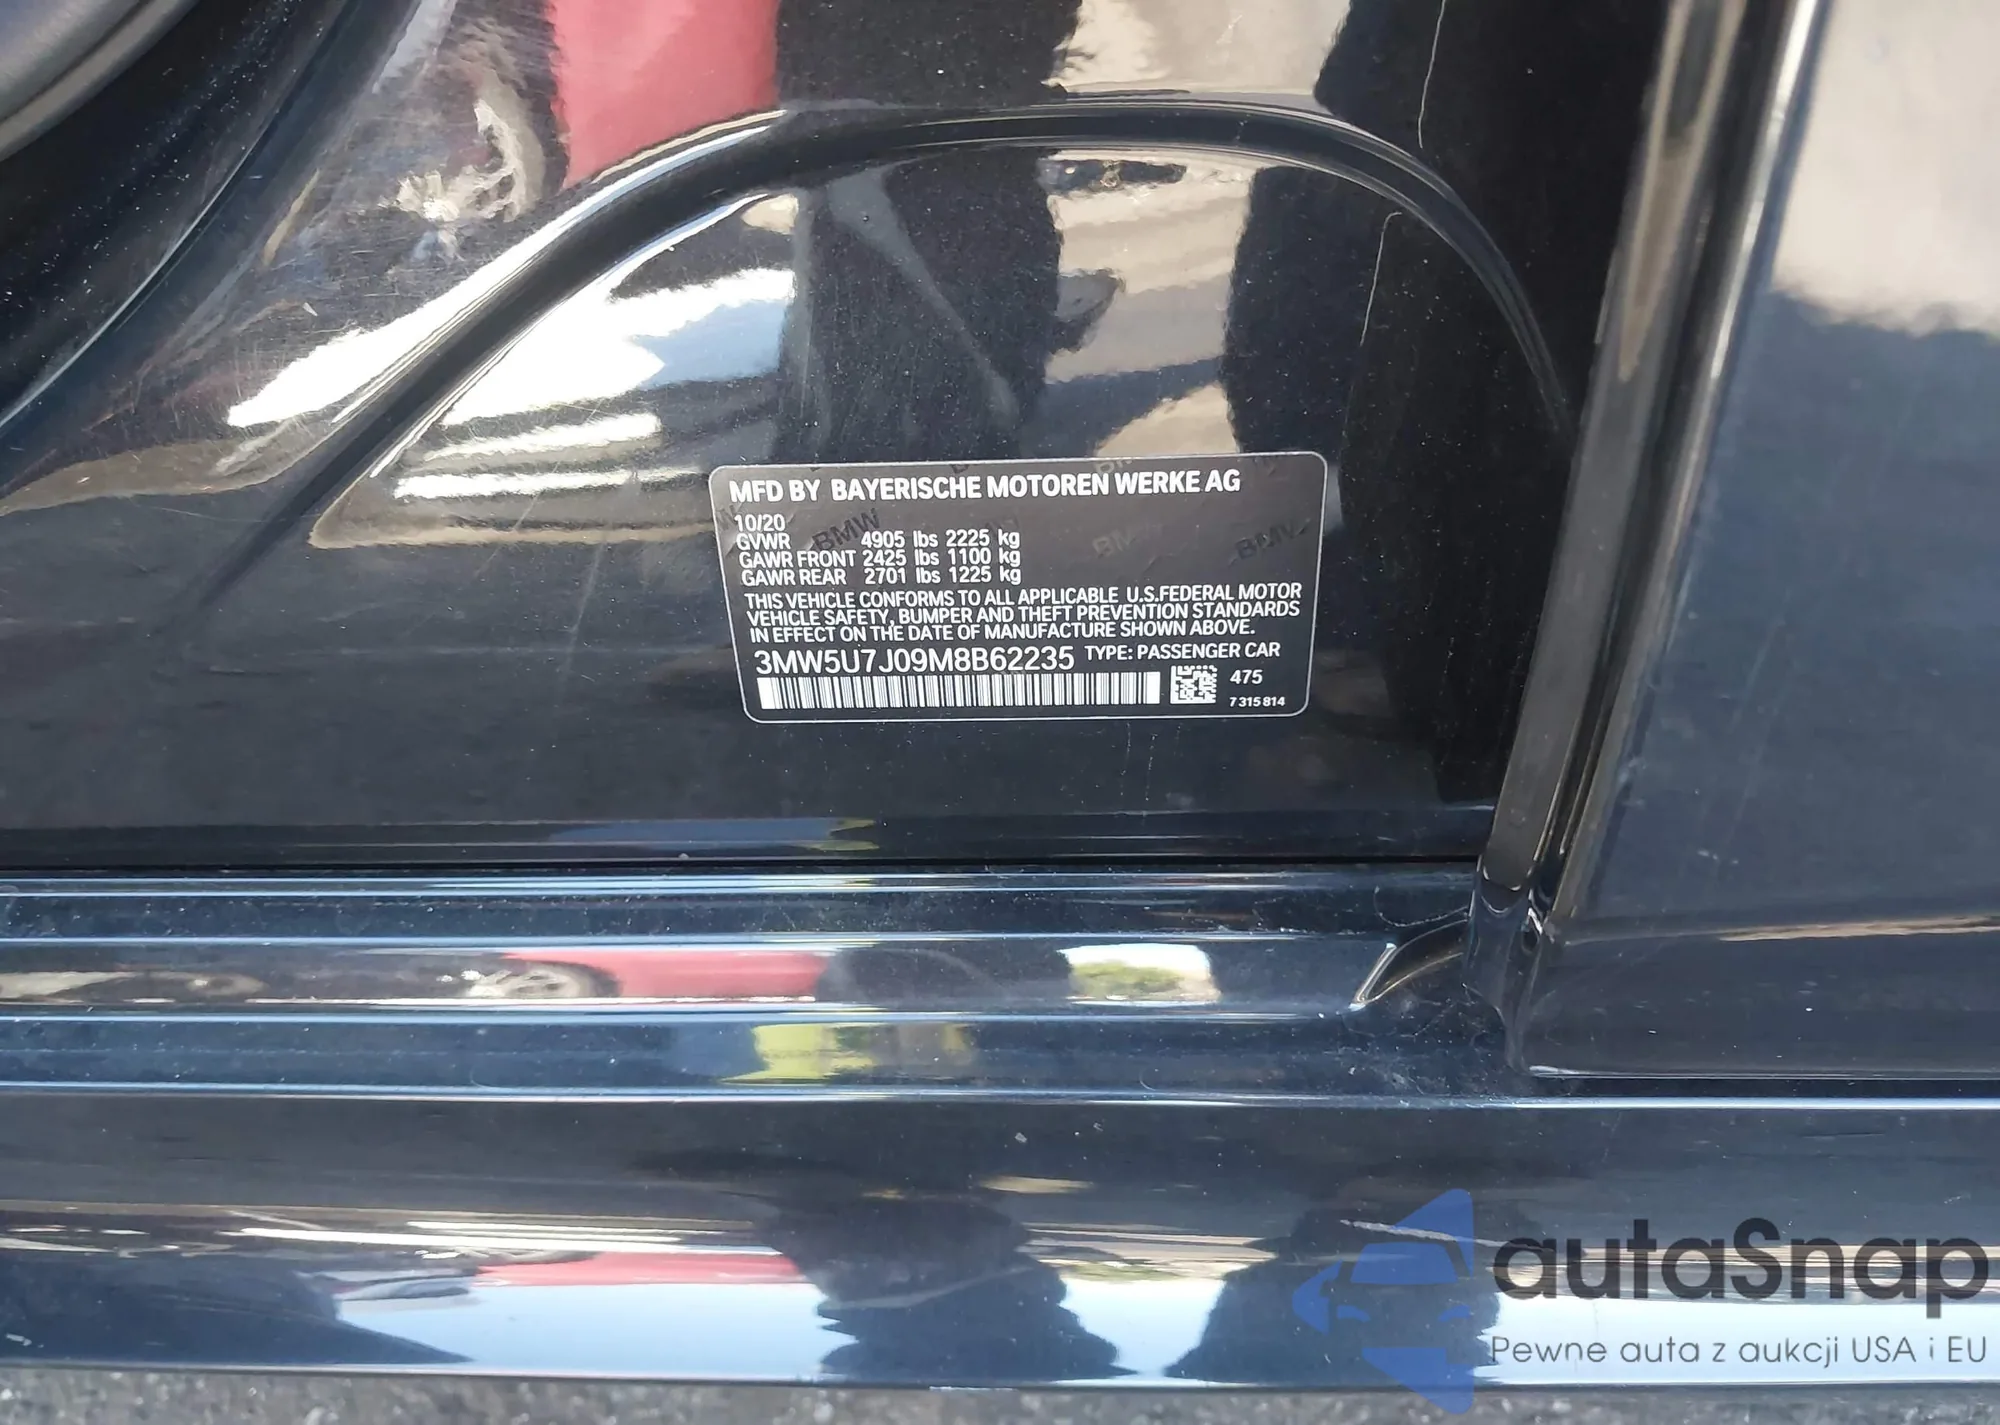 MFD BY BAYERISCHE MOTOREN WERKE AG
10/20
GVWR 4905 lbs 2225 kg
GAWR FRONT 2425 lbs 1100 kg
GAWR REAR 2701 lbs 1225 kg
THIS VEHICLE CONFORMS TO ALL APPLICABLE U.S.FEDERAL MOTOR
VEHICLE SAFETY, BUMPER AND THEFT PREVENTION STANDARDS
IN EFFECT ON THE DATE OF MANUFACTURE SHOWN ABOVE.
3MW5U7J09M8B62235 TYPE: PASSENGER CAR
475
7 315 814
autaSnap
Pewne auta z aukcji USA i EU